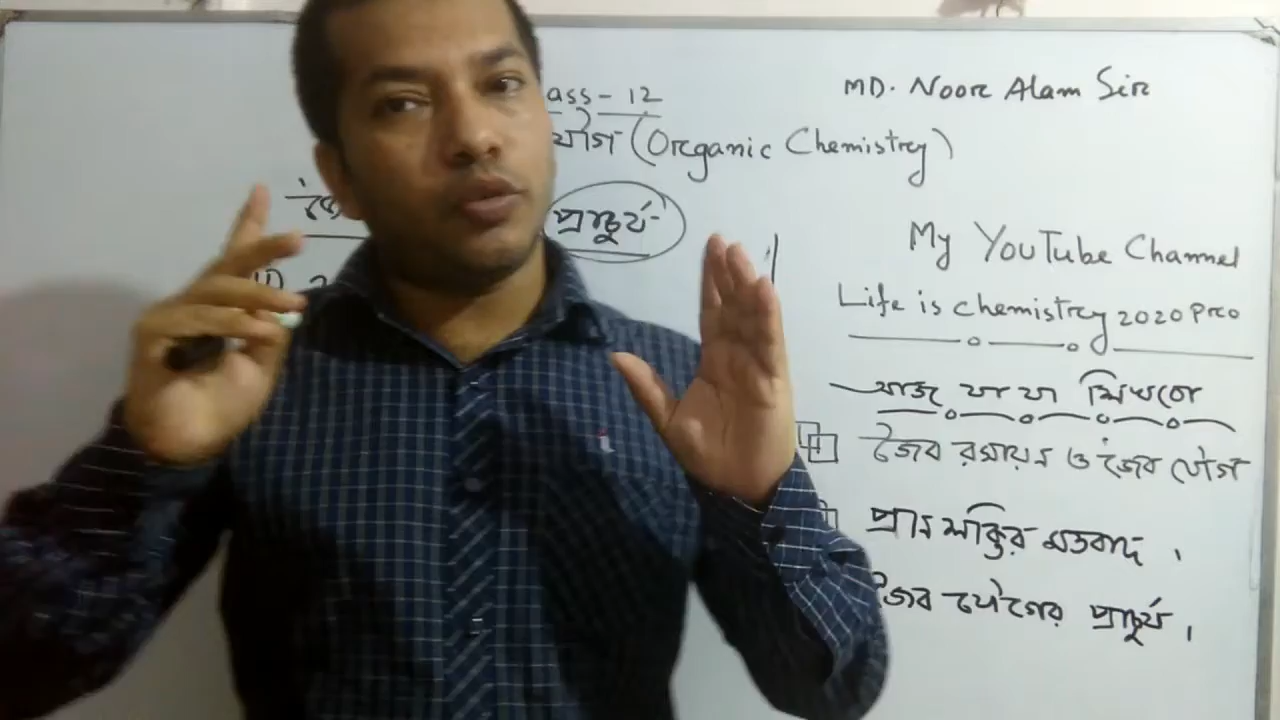 ass - 12
MD. Noor Alam Sir
যৌগ (Organic Chemistry)
প্রাচুর্য
My YouTube Channel
Life is chemistry 2020 pro
আজ যা যা শিখবো
জৈব রসায়ন ও জৈব যৌগ
প্রাণ শক্তির মতবাদ ।
জৈব যৌগের প্রাচুর্য ।